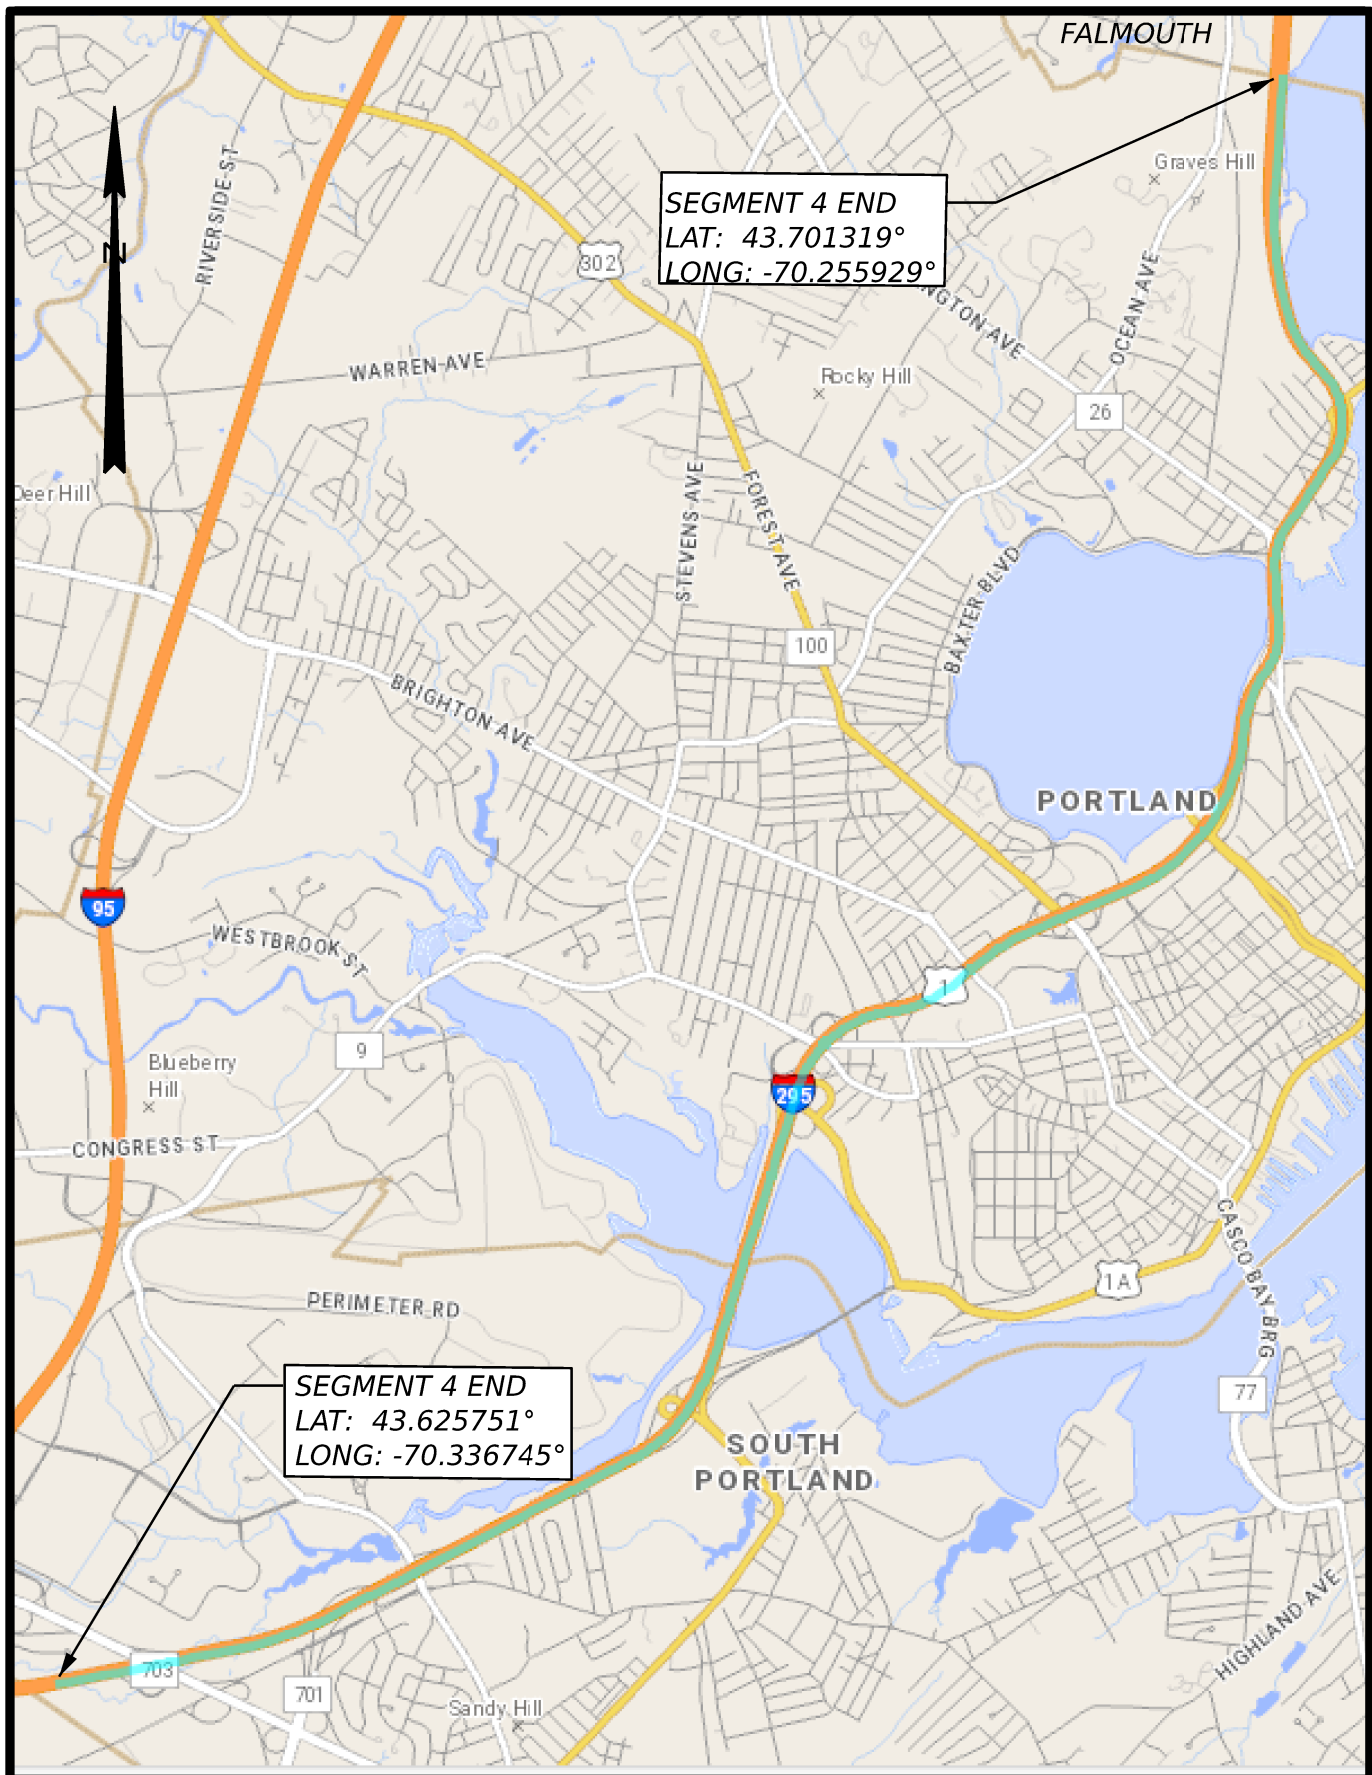 FALMOUTH
Graves Hill
RIVERSIDE ST
SEGMENT 4 END
LAT: 43.701319°
LONG: -70.255929°
N
302
NGTON AVE
OCEAN AVE
WARREN AVE
Rocky Hill
26
Deer Hill
STEVENS AVE
FOREST AVE
BAXTER BLVD
100
BRIGHTON AVE
PORTLAND
95
WESTBROOK ST
1
9
Blueberry
Hill
295
CONGRESS ST
CASCO BAY BRG
1A
PERIMETER RD
SEGMENT 4 END
LAT: 43.625751°
LONG: -70.336745°
77
SOUTH
PORTLAND
HIGHLAND AVE
703
701
Sandy Hill